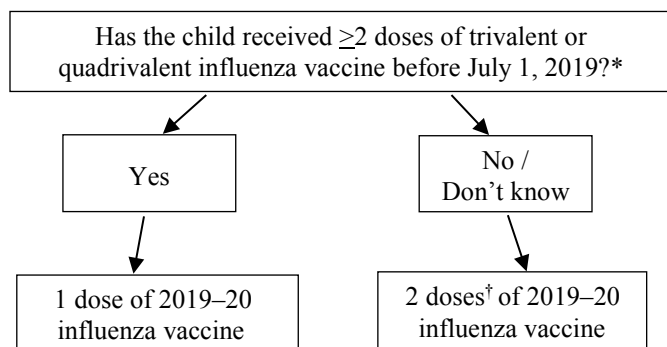 Has the child received ≥2 doses of trivalent or
quadrivalent influenza vaccine before July 1, 2019?*
Yes
No /
Don’t know
1 dose of 2019–20
influenza vaccine
2 doses† of 2019–20
influenza vaccine